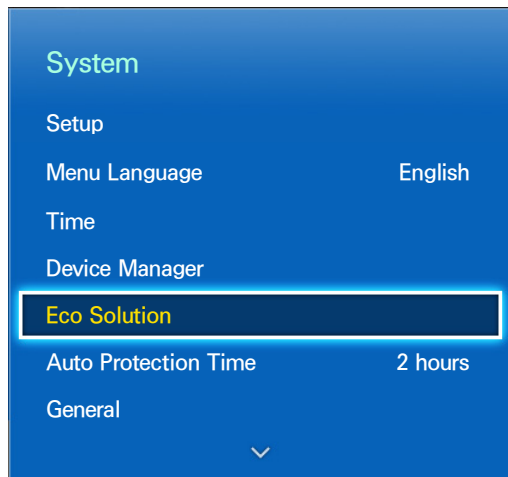 System
Setup
Menu Language English
Time
Device Manager
Eco Solution
Auto Protection Time 2 hours
General